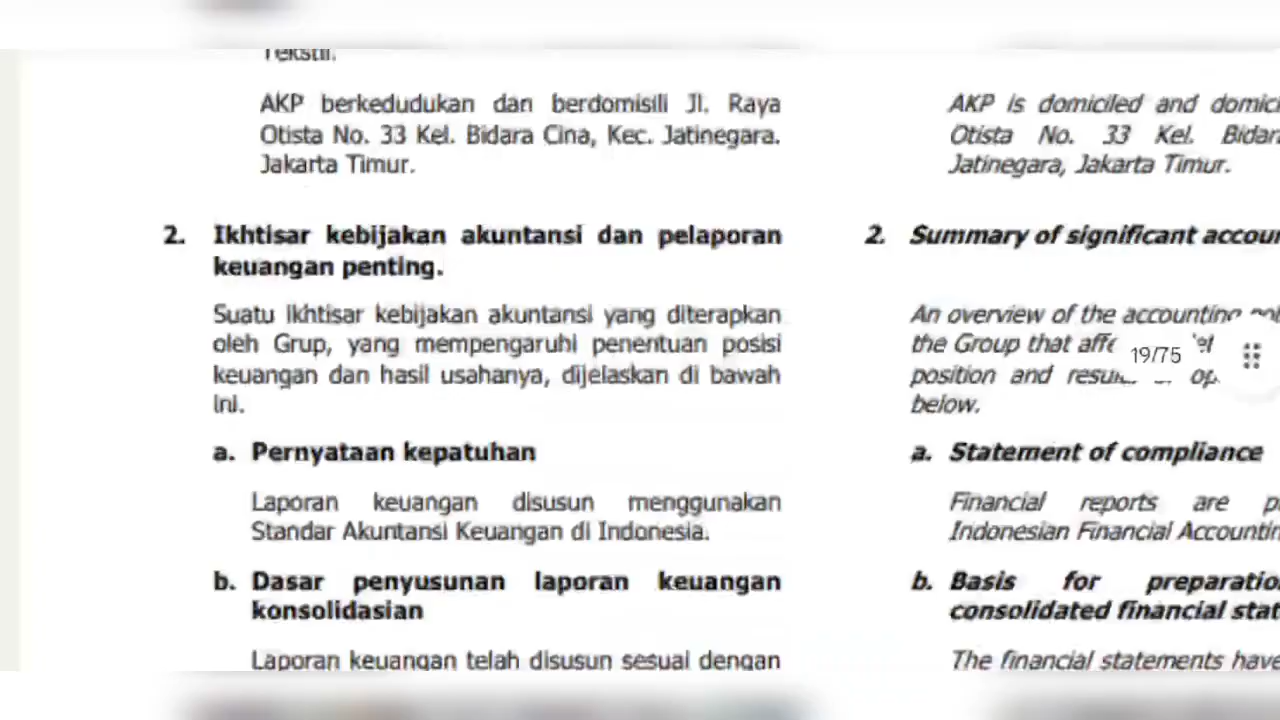 Tekstil.
AKP berkedudukan dan berdomisili Jl. Raya
Otista No. 33 Kel. Bidara Cina, Kec. Jatinegara.
Jakarta Timur.
2. Ikhtisar kebijakan akuntansi dan pelaporan
keuangan penting.
Suatu ikhtisar kebijakan akuntansi yang diterapkan
oleh Grup, yang mempengaruhi penentuan posisi
keuangan dan hasil usahanya, dijelaskan di bawah
ini.
a. Pernyataan kepatuhan
Laporan keuangan disusun menggunakan
Standar Akuntansi Keuangan di Indonesia.
b. Dasar penyusunan laporan keuangan
konsolidasian
Laporan keuangan telah disusun sesuai dengan
AKP is domiciled and
Otista No. 33 Kel.
Jatinegara, Jakarta Timur.
2. Summary of significant
An overview of the accounting
the Group that
position and
below.
a. Statement of compliance
Financial reports are
Indonesian Financial
b. Basis for
consolidated financial
The financial statements have
19/75